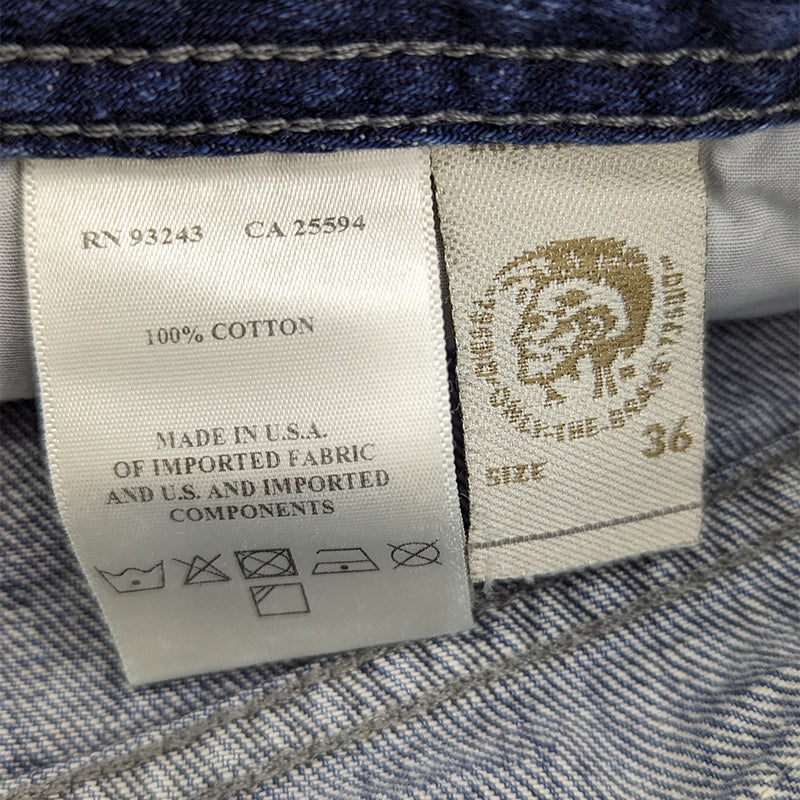 RN 93243 CA 25594
100% COTTON
MADE IN U.S.A.
OF IMPORTED FABRIC
AND U.S. AND IMPORTED
COMPONENTS
ONLY-THE-BRAVE
SIZE 36